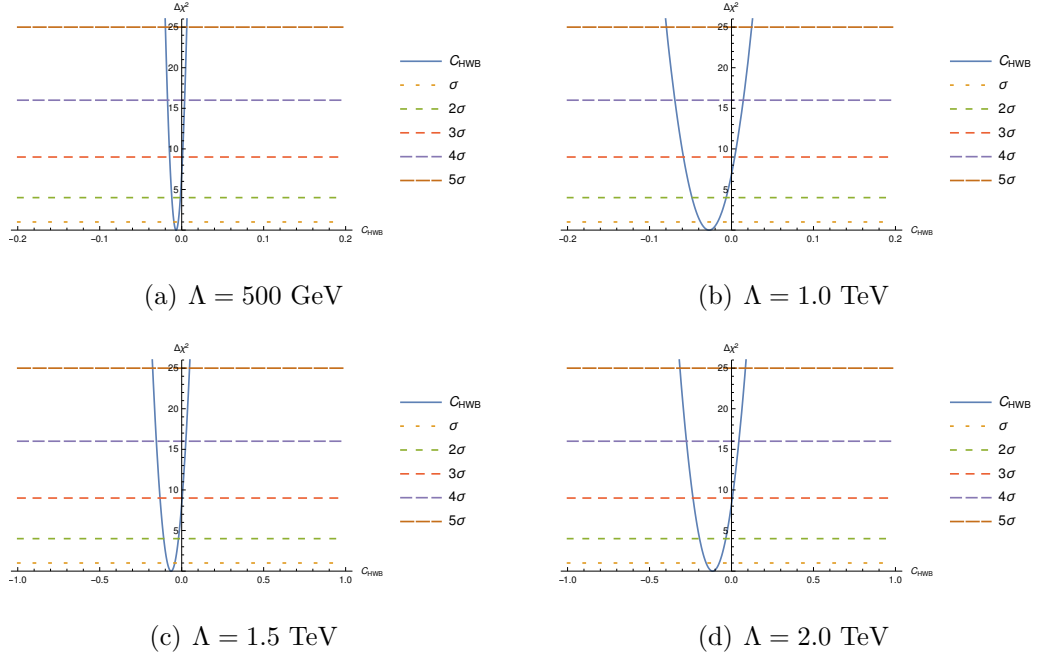 Δχ²
25
20
15
10
5
-0.2 -0.1 0.0 0.1 0.2 C_HWB
C_HWB
σ
2σ
3σ
4σ
5σ
(a) Λ = 500 GeV
Δχ²
25
20
15
10
5
-0.2 -0.1 0.0 0.1 0.2 C_HWB
C_HWB
σ
2σ
3σ
4σ
5σ
(b) Λ = 1.0 TeV
Δχ²
25
20
15
10
5
-1.0 -0.5 0.0 0.5 1.0 C_HWB
C_HWB
σ
2σ
3σ
4σ
5σ
(c) Λ = 1.5 TeV
Δχ²
25
20
15
10
5
-1.0 -0.5 0.0 0.5 1.0 C_HWB
C_HWB
σ
2σ
3σ
4σ
5σ
(d) Λ = 2.0 TeV